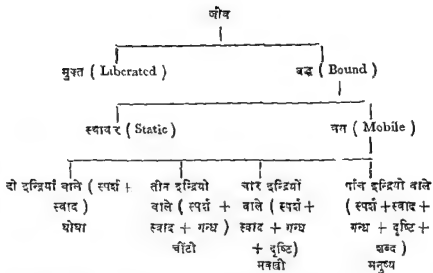 जीव
मुक्त ( Liberated ) बद्ध ( Bound )
स्थावर ( Static ) चग ( Mobile )
दो इन्द्रियाँ वाले ( स्पर्श + तीन इन्द्रियो चार इन्द्रियों पाँच इन्द्रियो वाले
स्वाद ) वाले ( स्पर्श + वाले ( स्पर्श + ( स्पर्श + स्वाद +
घोंघा स्वाद + गन्ध ) स्वाद + गन्ध गन्ध + दृष्टि +
चींटी + दृष्टि ) शब्द )
मक्खी मनुष्य